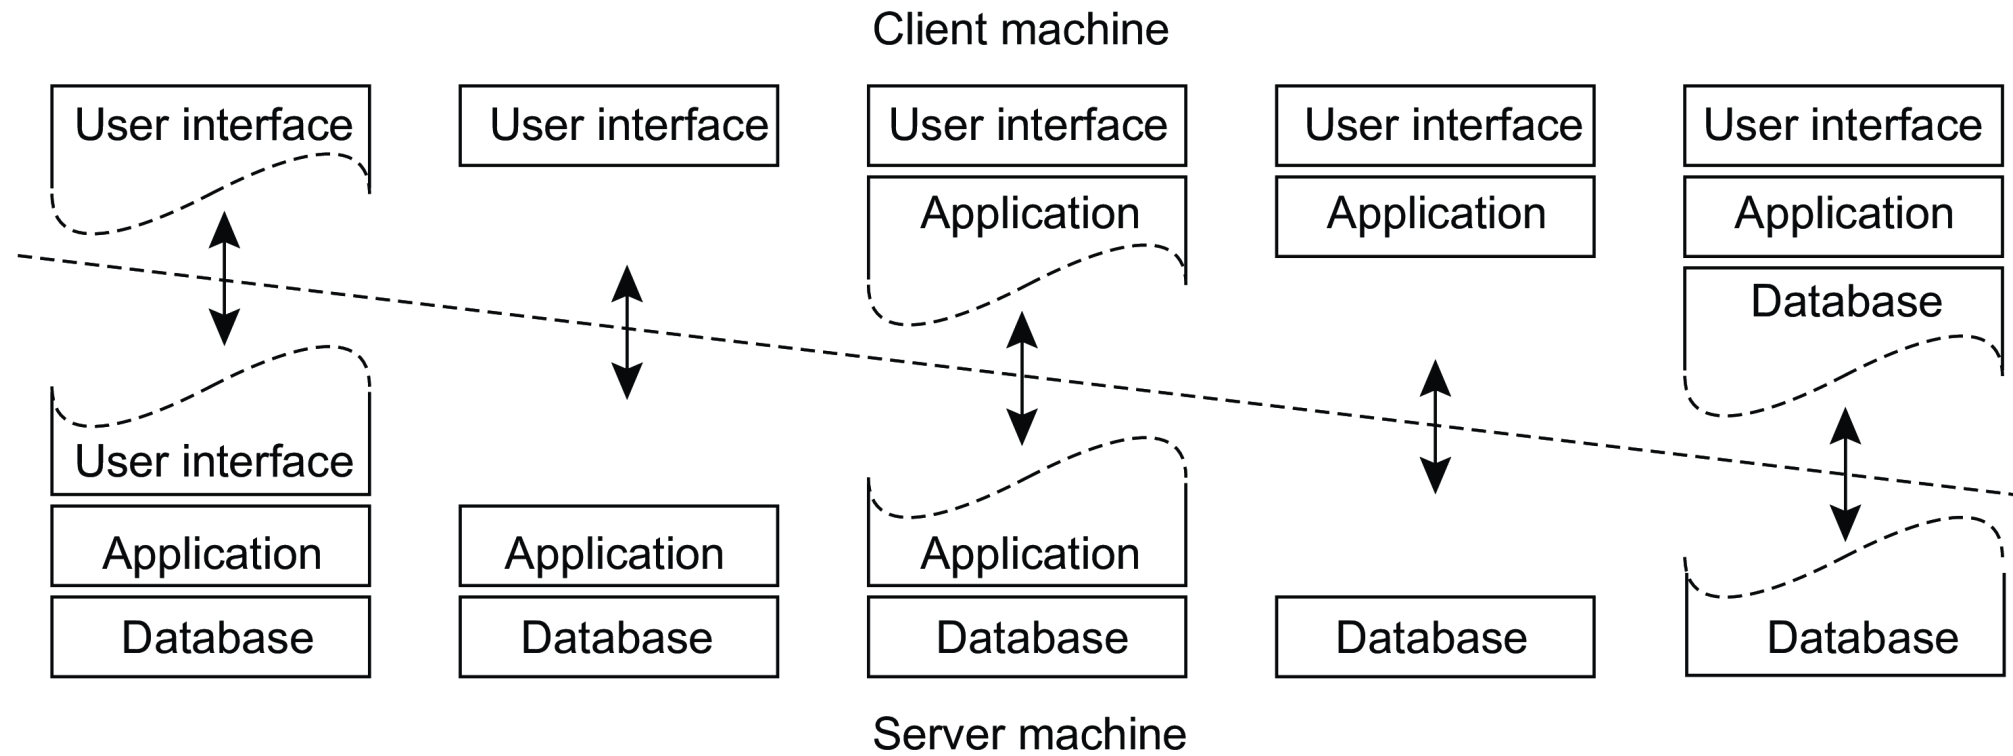 Client machine
User interface User interface User interface User interface User interface
Application Application Application
Database
User interface
Application Application Application
Database Database Database Database Database
Server machine